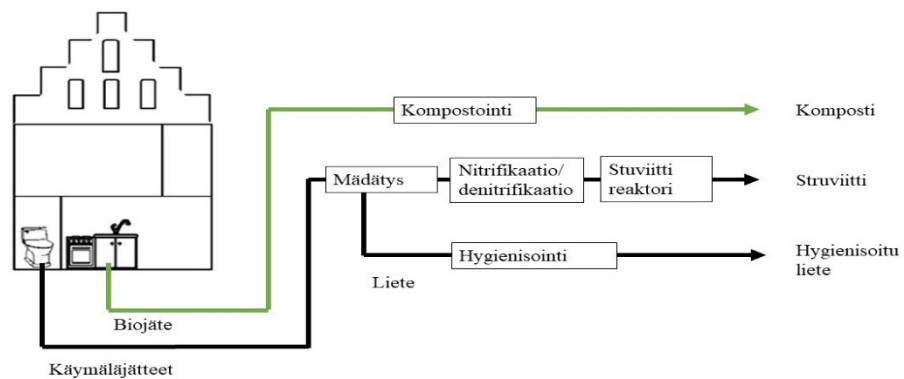 Kompostointi
Komposti
Mädätys
Nitrifikaatio/
denitrifikaatio
Stuviitti
reaktori
Struviitti
Hygienisointi
Hygienisoitu
liete
Liete
Biojäte
Käymäläjätteet